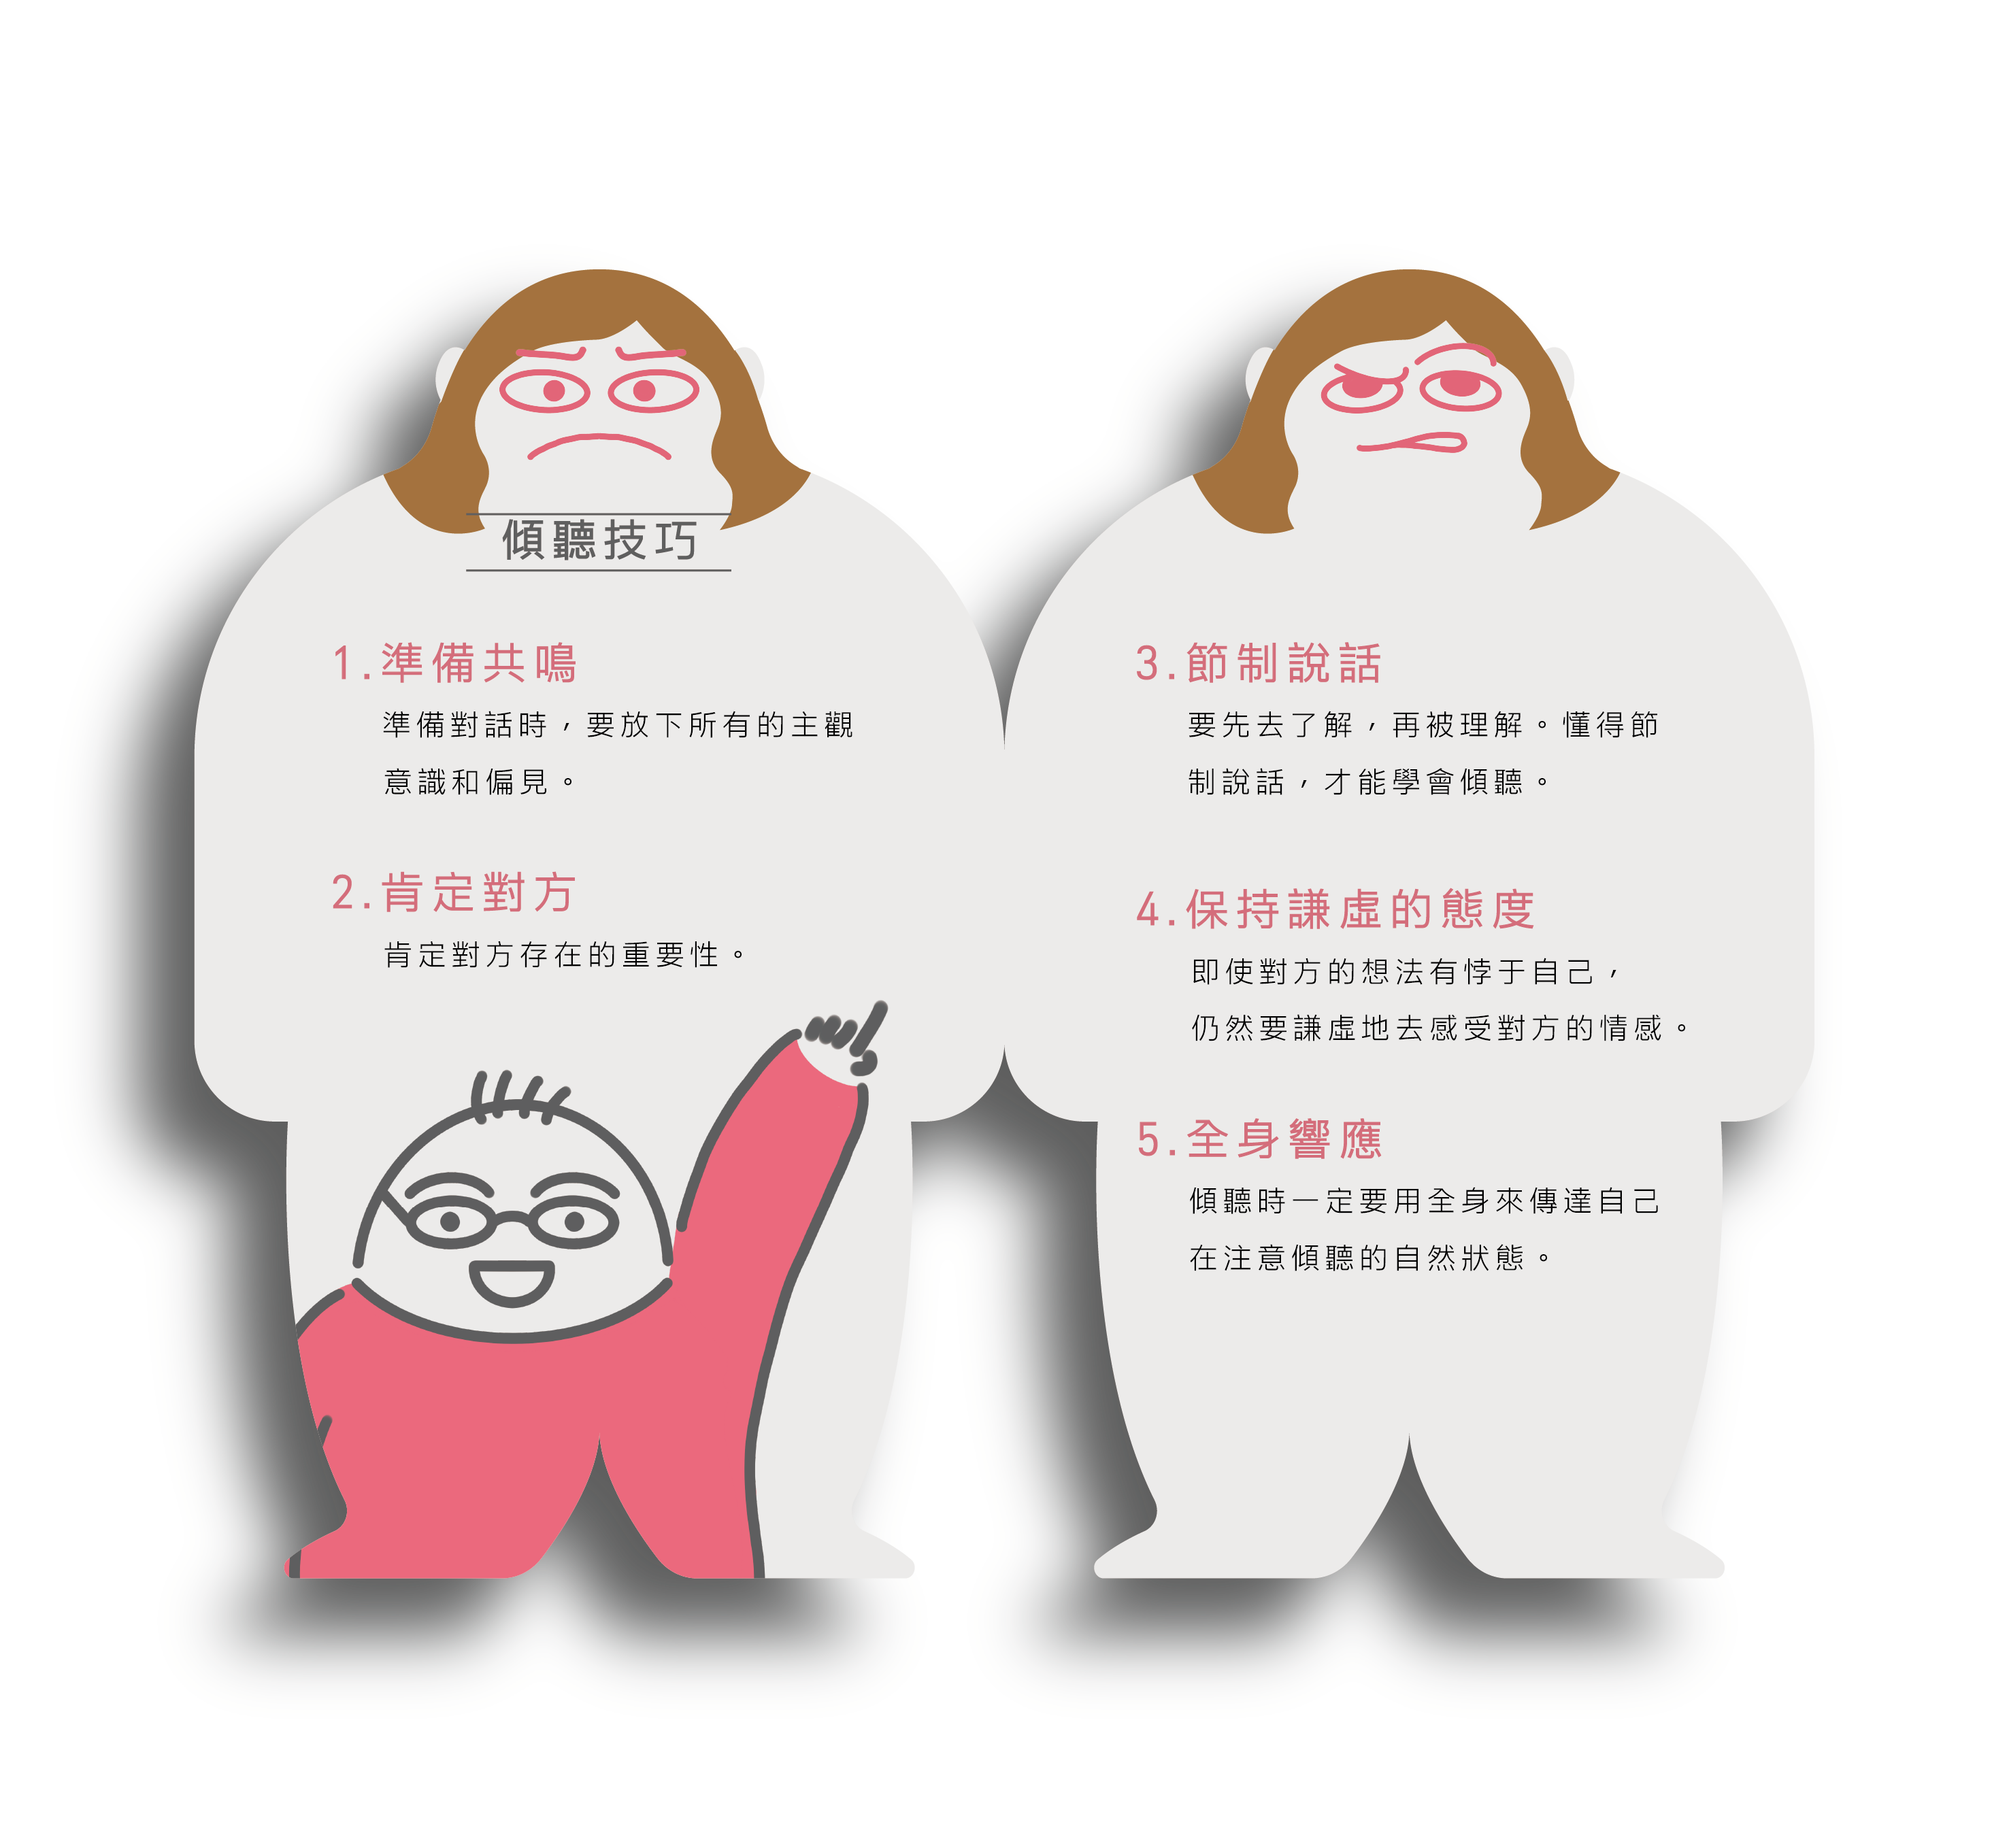 傾聽技巧
1.準備共鳴
準備對話時，要放下所有的主觀
意識和偏見。
2.肯定對方
肯定對方存在的重要性。
3.節制說話
要先去了解，再被理解。懂得節
制說話，才能學會傾聽。
4.保持謙虛的態度
即使對方的想法有悖于自己，
仍然要謙虛地去感受對方的情感。
5.全身響應
傾聽時一定要用全身來傳達自己
在注意傾聽的自然狀態。